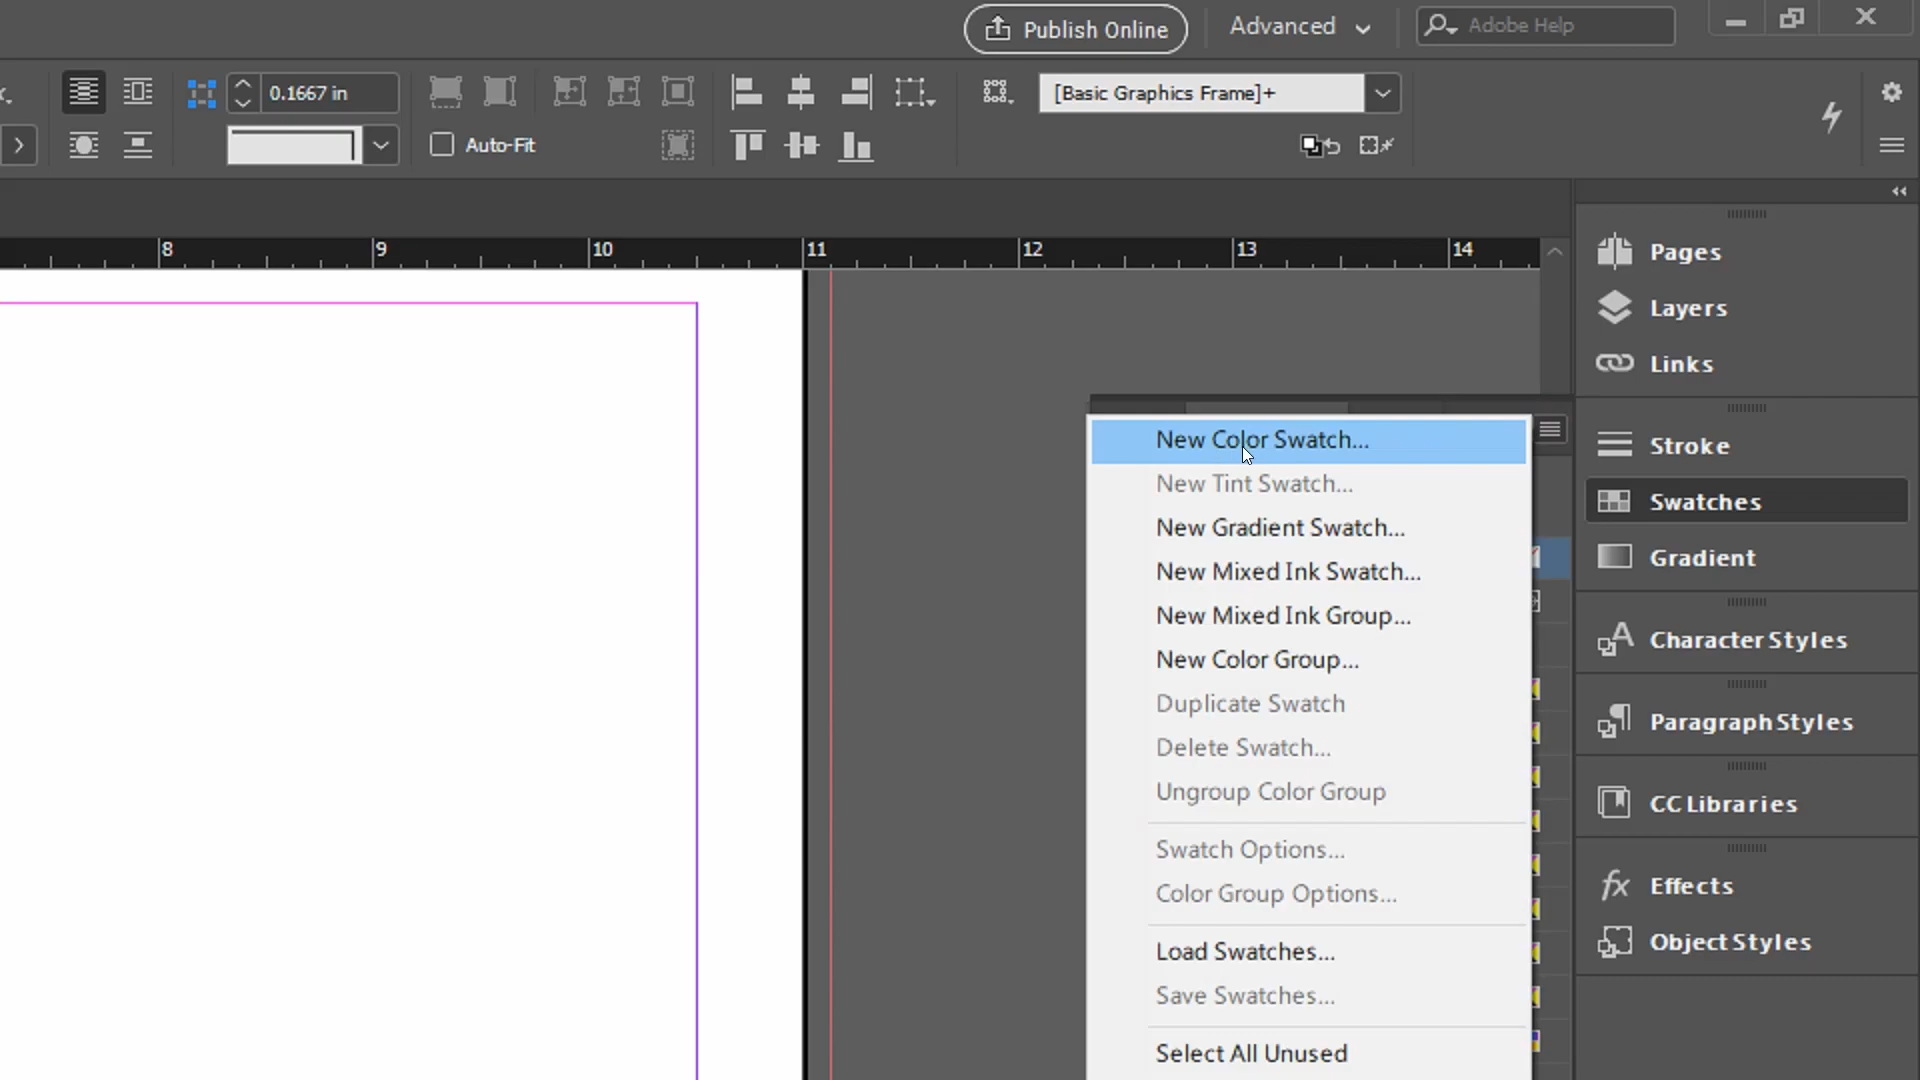 Publish Online
Advanced
Adobe Help
0.1667 in
[Basic Graphics Frame]+
Auto-Fit
8 9 10 11 12 13 14
Pages
Layers
Links
Stroke
Swatches
Gradient
Character Styles
Paragraph Styles
CC Libraries
Effects
Object Styles
New Color Swatch...
New Tint Swatch...
New Gradient Swatch...
New Mixed Ink Swatch...
New Mixed Ink Group...
New Color Group...
Duplicate Swatch
Delete Swatch...
Ungroup Color Group
Swatch Options...
Color Group Options...
Load Swatches...
Save Swatches...
Select All Unused